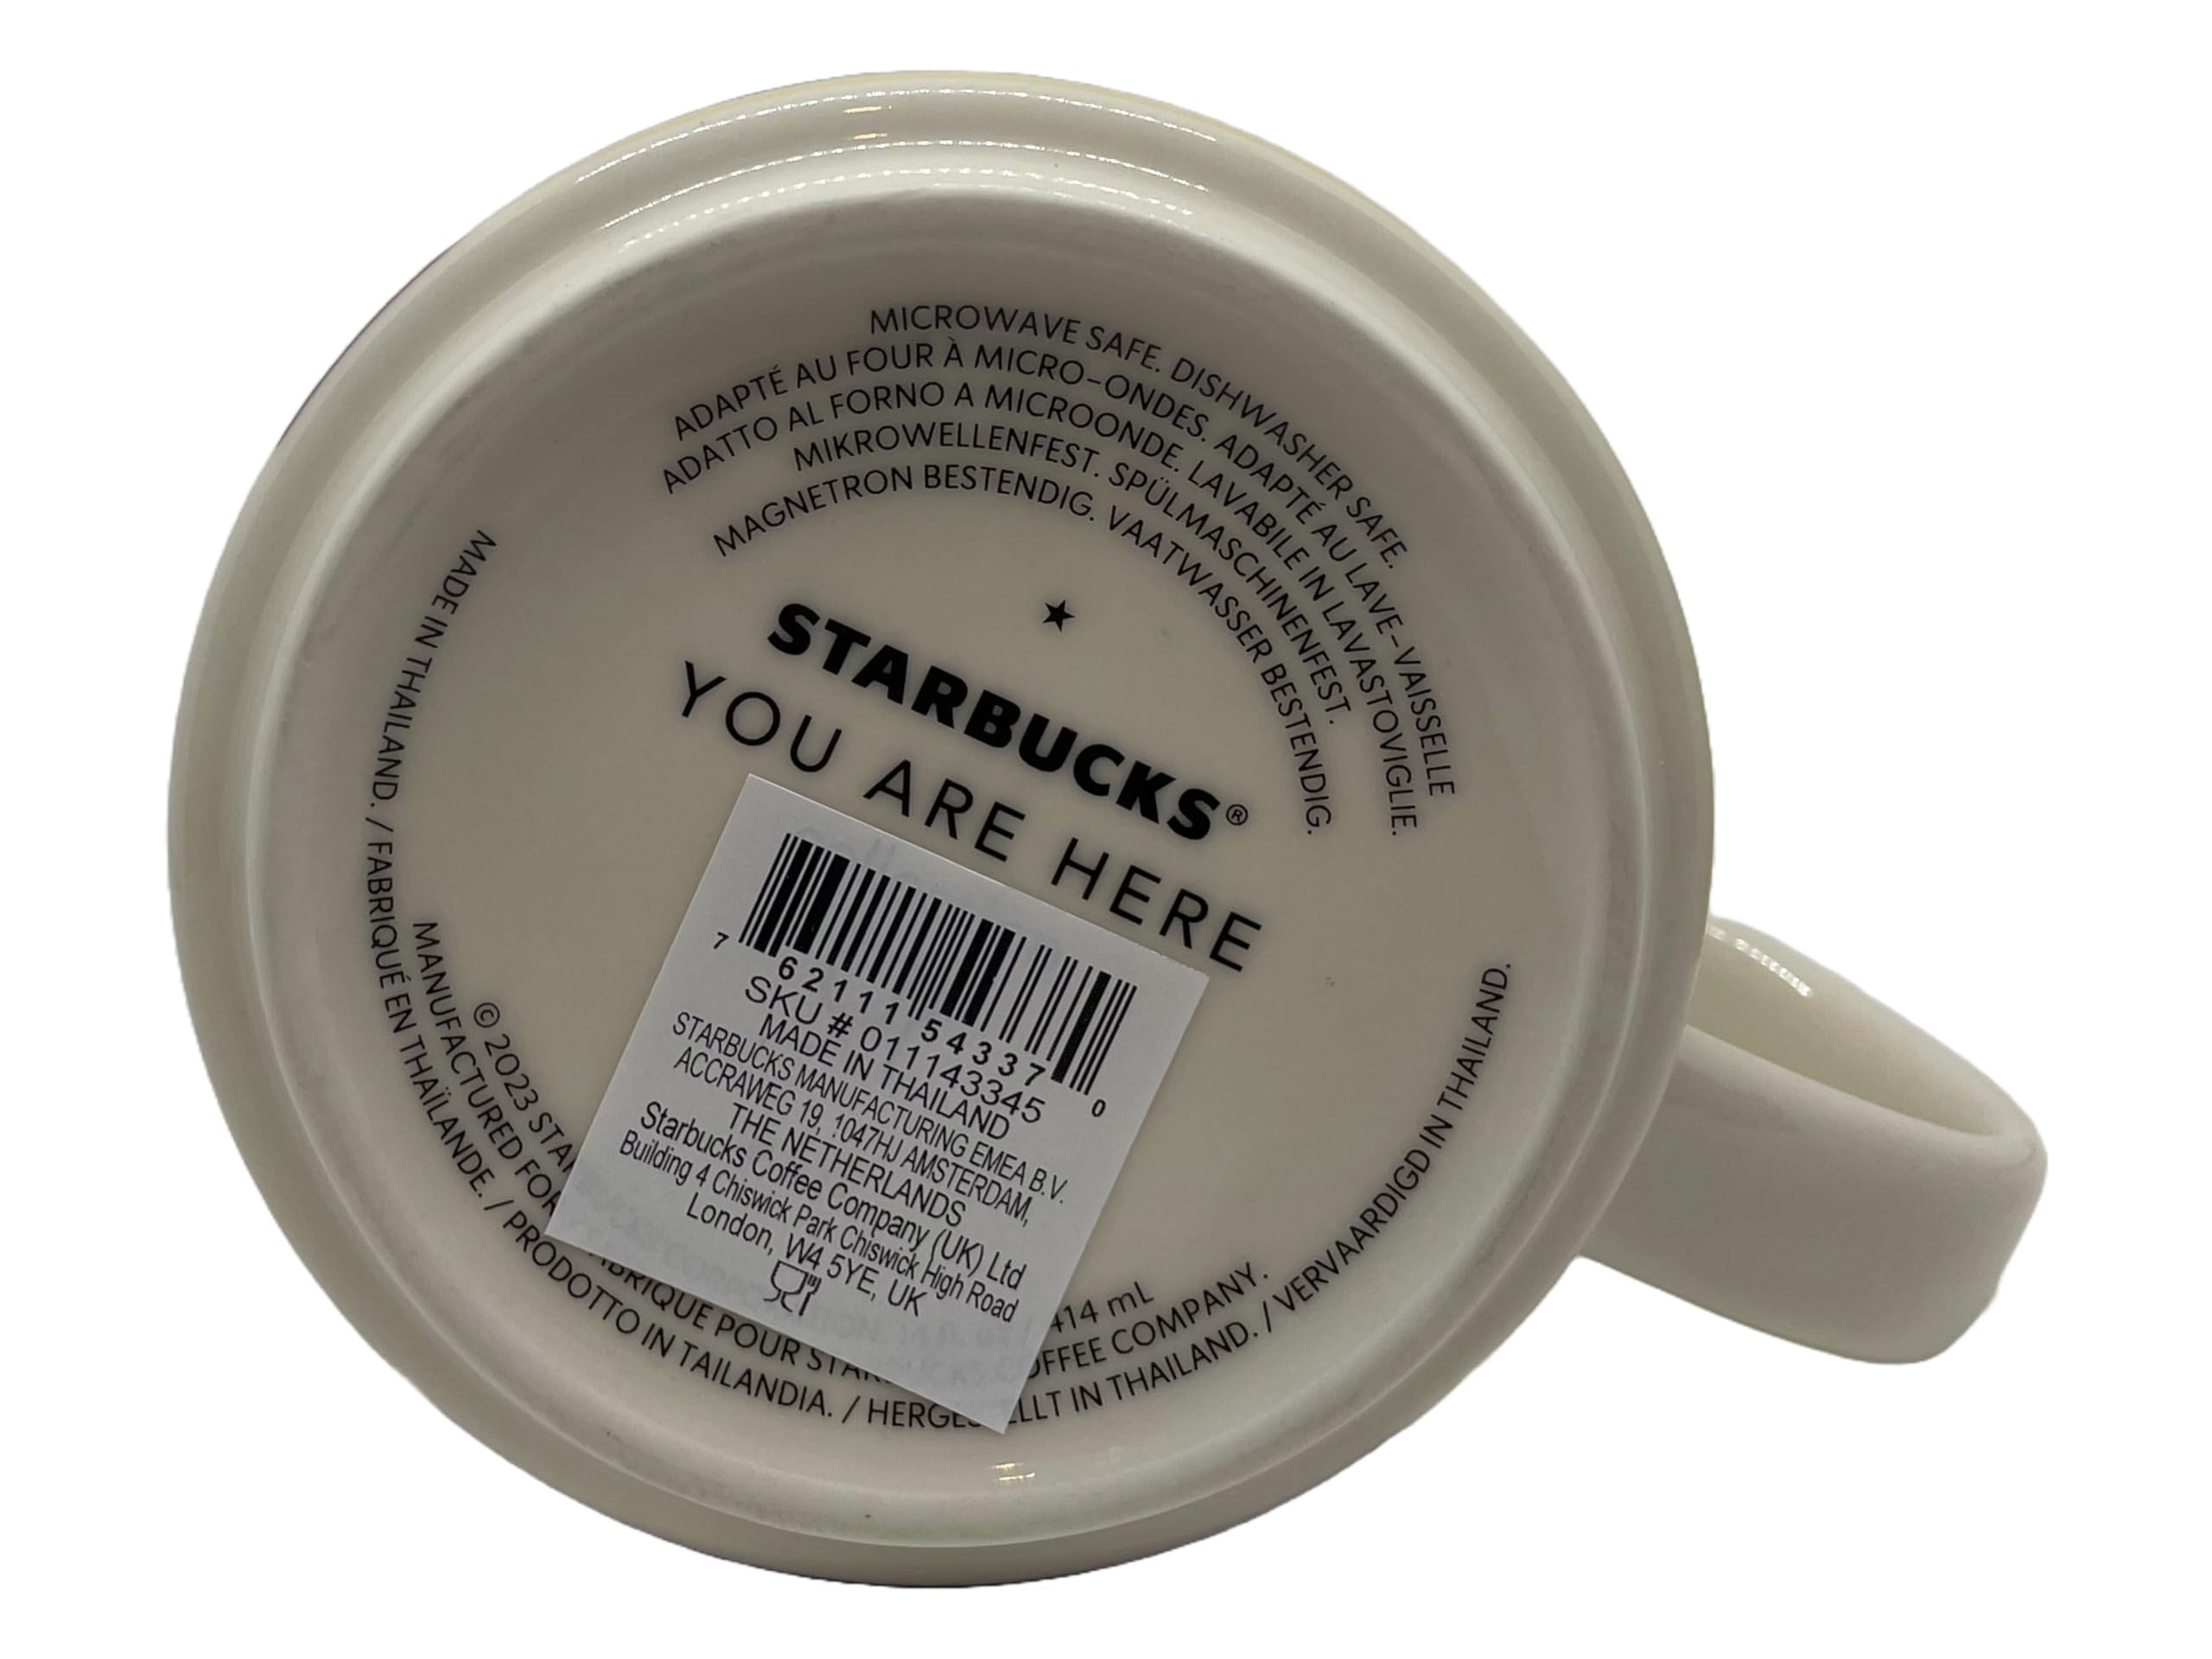 MICROWAVE SAFE. DISHWASHER SAFE.
ADAPTÉ AU FOUR À MICRO-ONDES. ADAPTÉ AU LAVE-VAISSELLE
ADATTO AL FORNO A MICROONDE. LAVABILE IN LAVASTOVIGLIE.
MIKROWELLENFEST. SPÜLMASCHINENFEST.
MAGNETRON BESTENDIG. VAATWASSER BESTENDIG.
STARBUCKS®
YOU ARE HERE
7 62111 54337 0
SKU # 011143345
MADE IN THAILAND
STARBUCKS MANUFACTURING EMEA B.V.
ACCRAWEG 19, 1047HJ AMSTERDAM,
THE NETHERLANDS
Starbucks Coffee Company (UK) Ltd
Building 4 Chiswick Park Chiswick High Road
London, W4 5YE, UK
© 2023 414 mL
MANUFACTURED FOR POUR COMPANY.
MADE IN THAILAND. / FABRIQUÉ EN THAÏLANDE. / PRODOTTO IN TAILANDIA. / HERGESTELLT IN THAILAND. / VERVAARDIGD IN THAILAND.